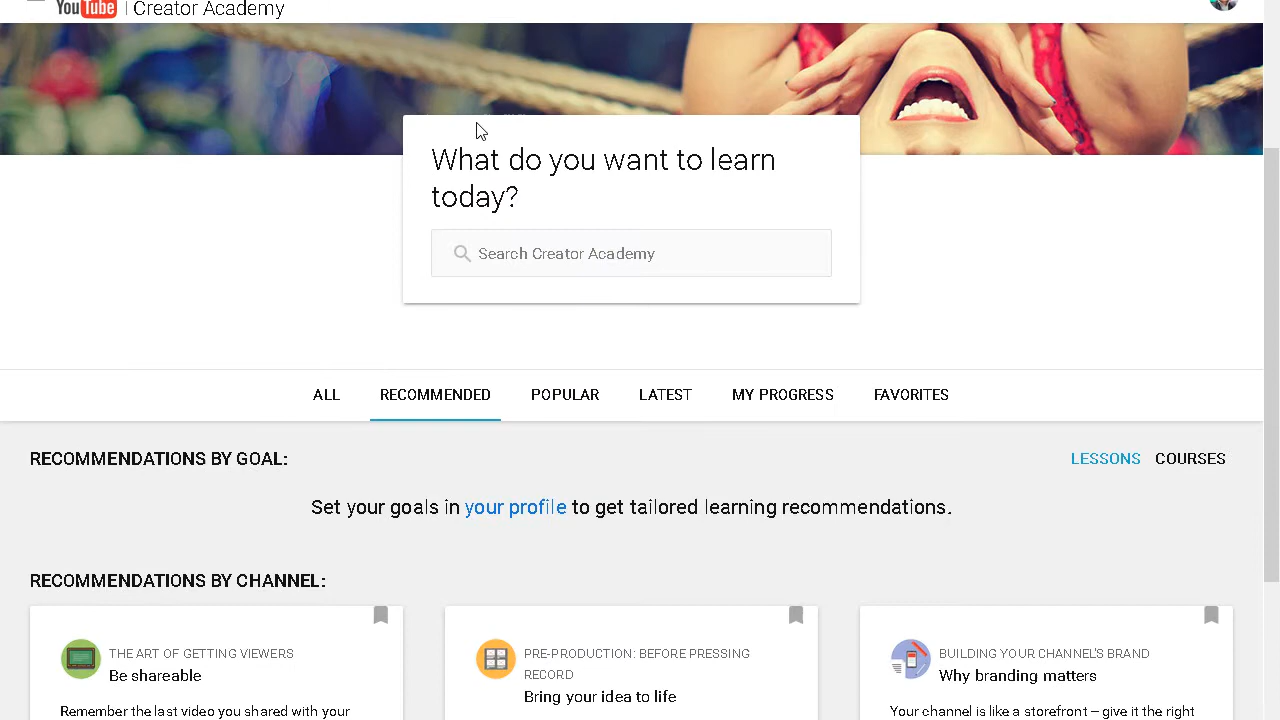 YouTube | Creator Academy
What do you want to learn
today?
Search Creator Academy
ALL RECOMMENDED POPULAR LATEST MY PROGRESS FAVORITES
RECOMMENDATIONS BY GOAL: LESSONS COURSES
Set your goals in your profile to get tailored learning recommendations.
RECOMMENDATIONS BY CHANNEL:
THE ART OF GETTING VIEWERS
Be shareable
Remember the last video you shared with your
PRE-PRODUCTION: BEFORE PRESSING
RECORD
Bring your idea to life
BUILDING YOUR CHANNEL'S BRAND
Why branding matters
Your channel is like a storefront – give it the right